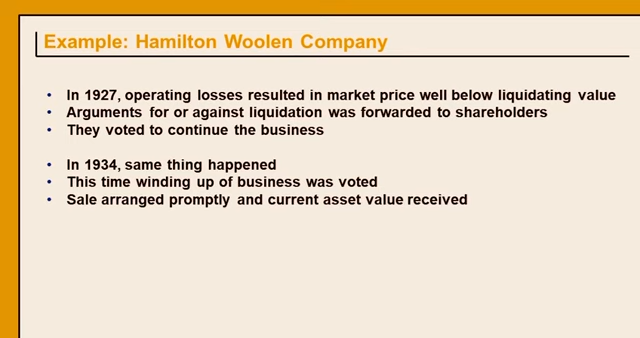 Example: Hamilton Woolen Company
• In 1927, operating losses resulted in market price well below liquidating value
• Arguments for or against liquidation was forwarded to shareholders
• They voted to continue the business
• In 1934, same thing happened
• This time winding up of business was voted
• Sale arranged promptly and current asset value received